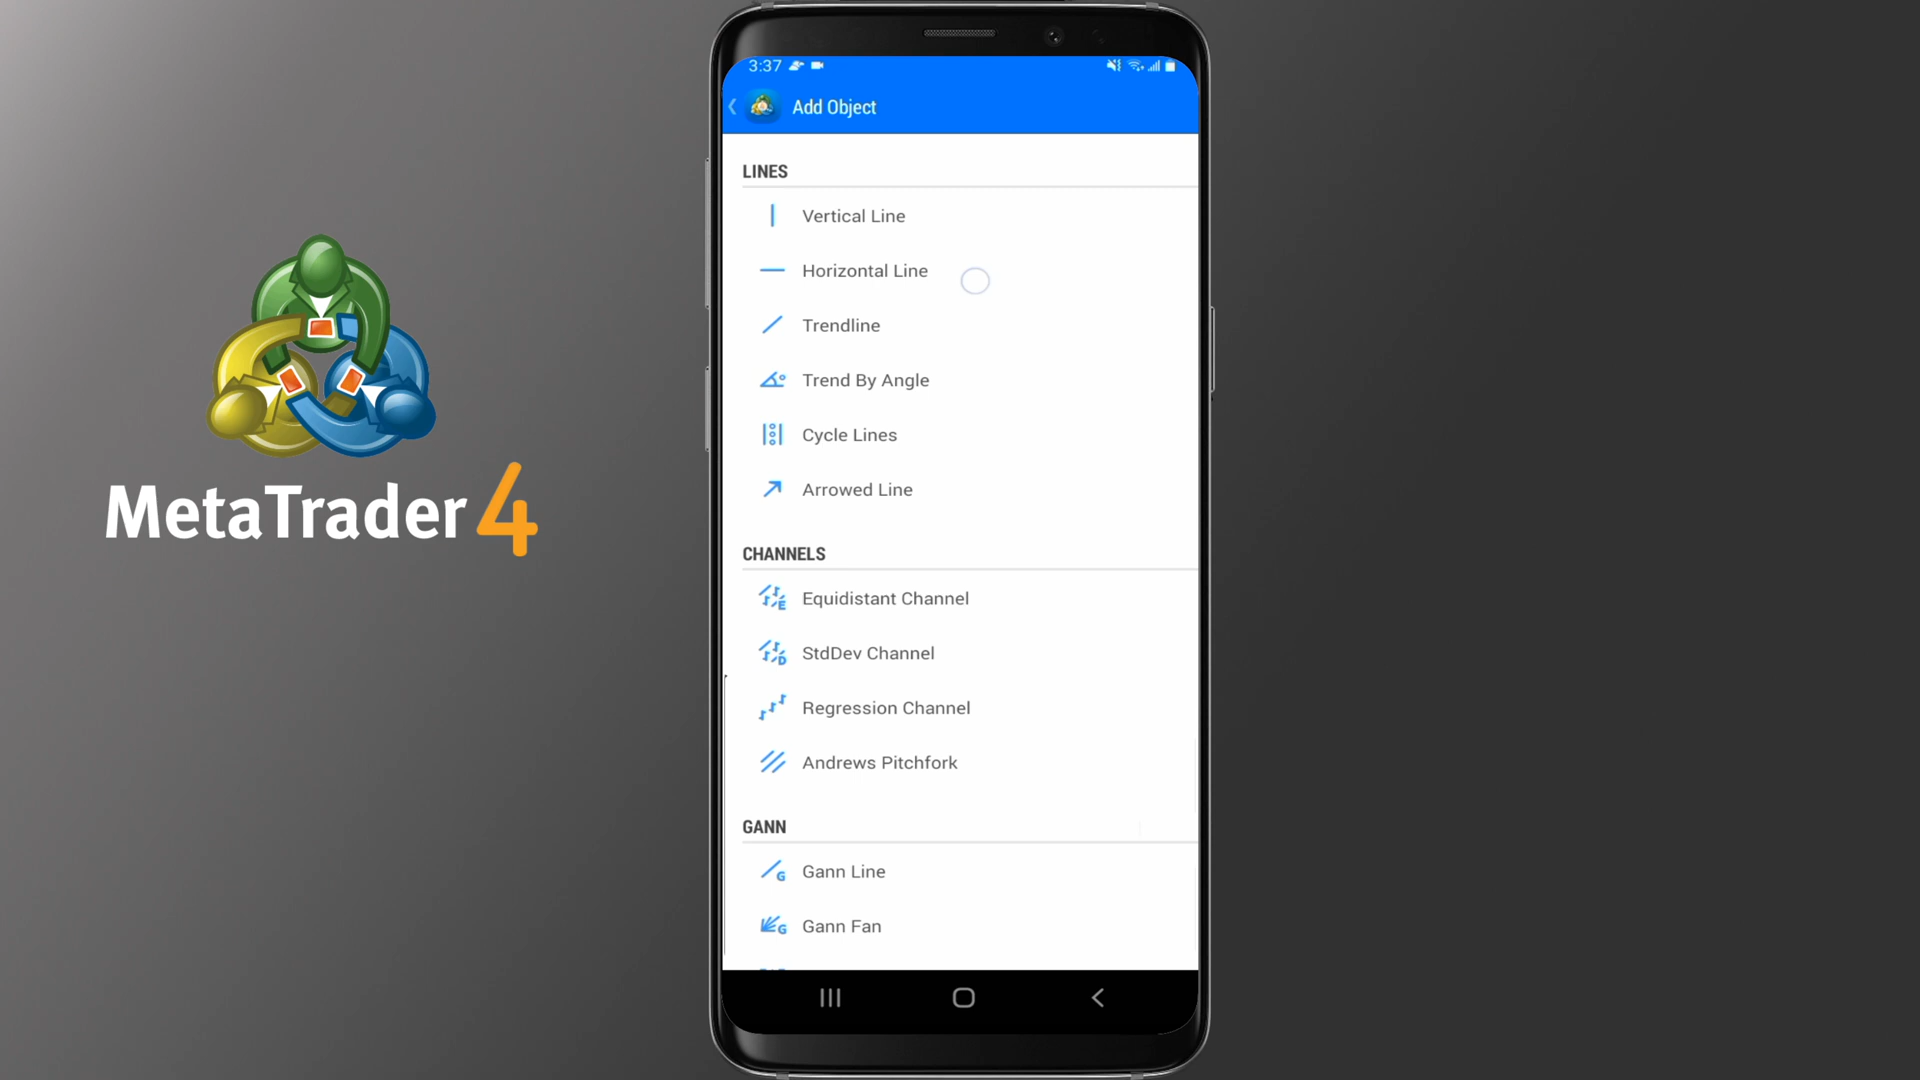 MetaTrader 4
3:37
Add Object
LINES
Vertical Line
Horizontal Line
Trendline
Trend By Angle
Cycle Lines
Arrowed Line
CHANNELS
E Equidistant Channel
D StdDev Channel
Regression Channel
Andrews Pitchfork
GANN
G Gann Line
G Gann Fan